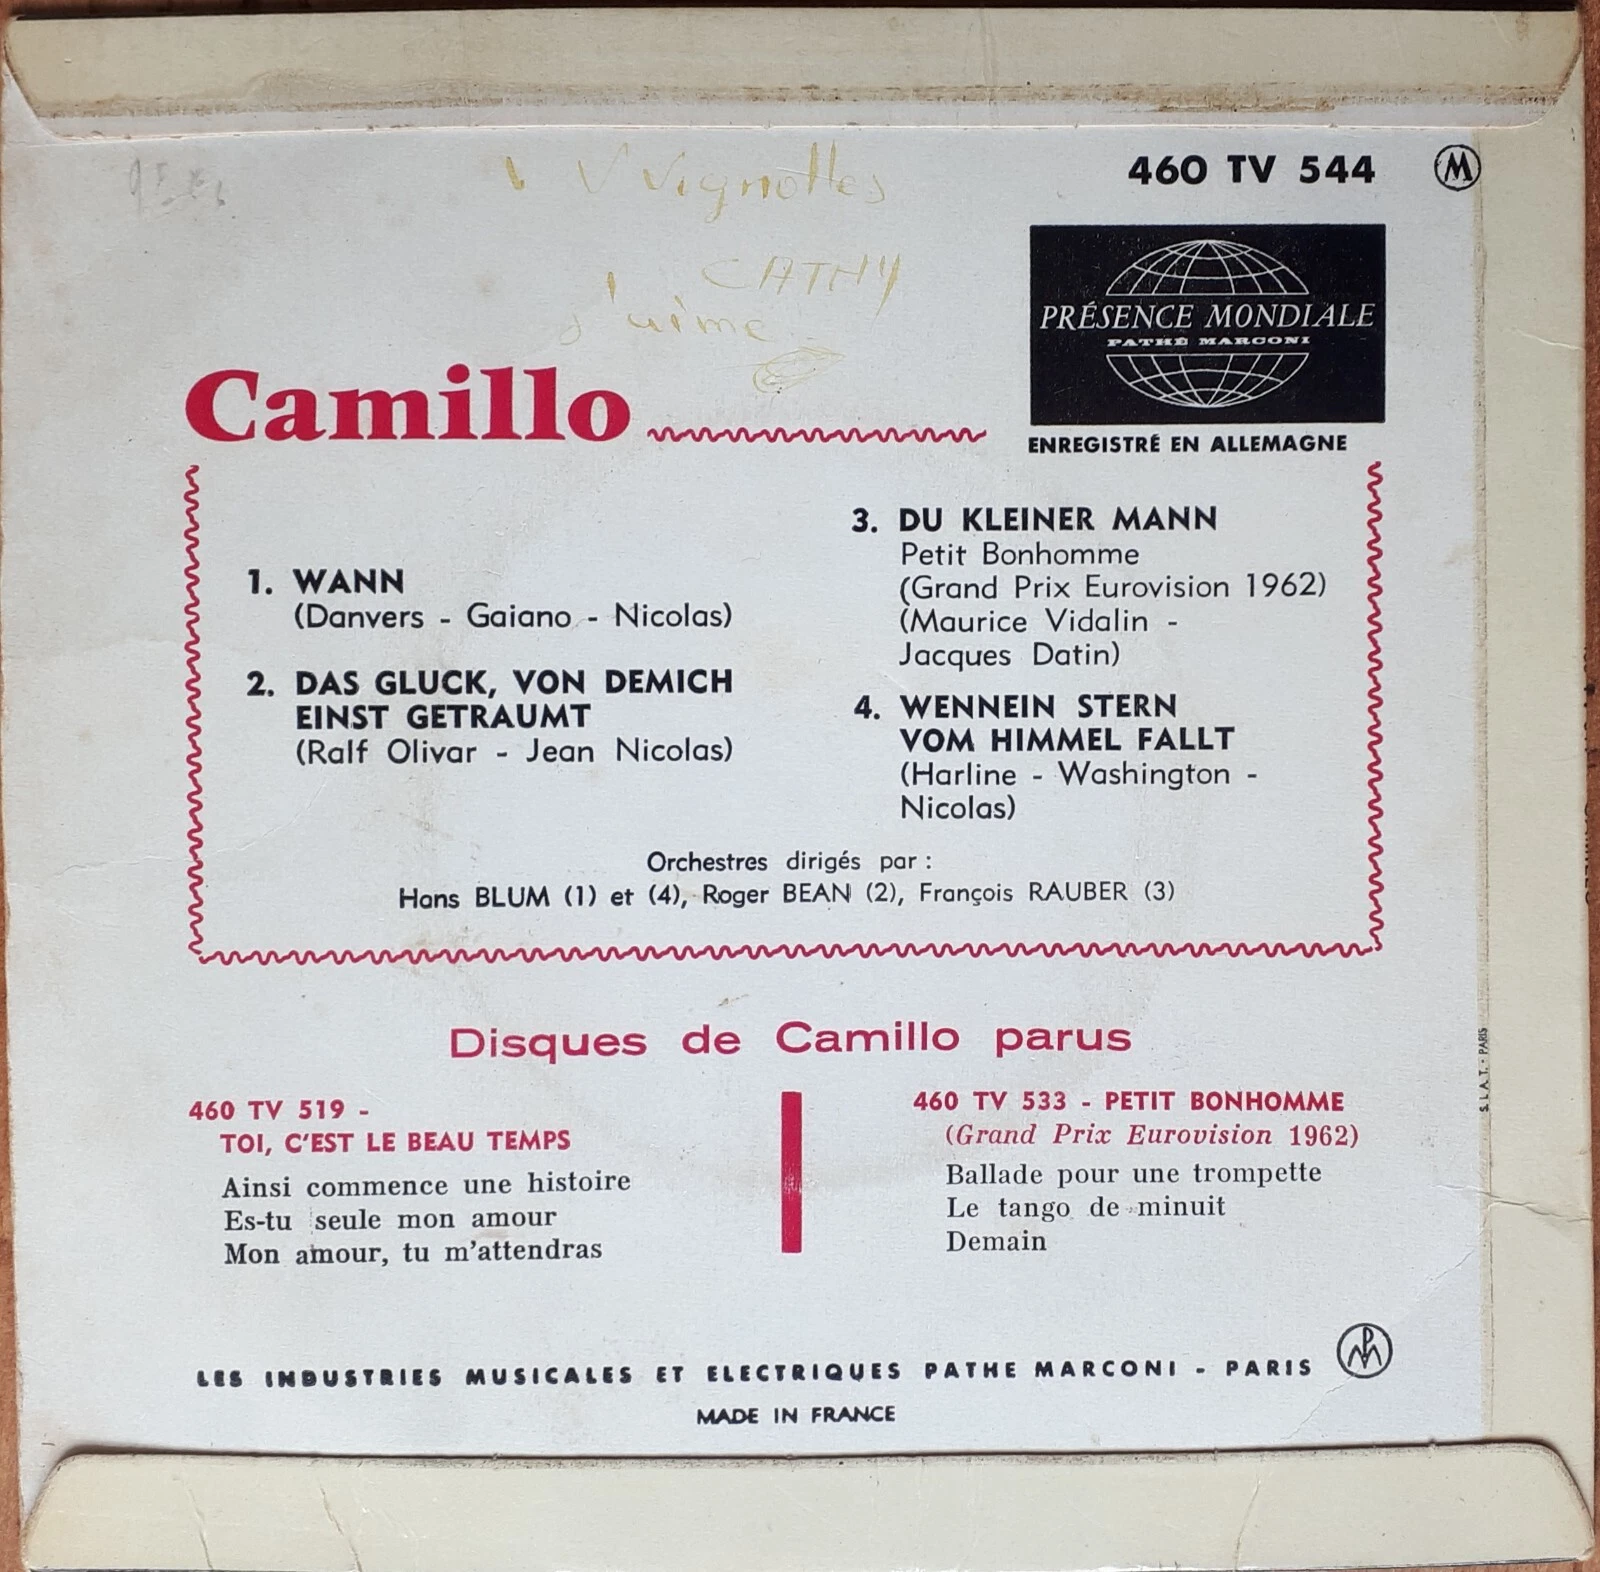 460 TV 544 M
Vignolles
CATHY
j'aime
PRÉSENCE MONDIALE
PATHÉ MARCONI
ENREGISTRÉ EN ALLEMAGNE
Camillo
1. WANN
(Danvers - Gaiano - Nicolas)
2. DAS GLUCK, VON DEMICH
EINST GETRAUMT
(Ralf Olivar - Jean Nicolas)
3. DU KLEINER MANN
Petit Bonhomme
(Grand Prix Eurovision 1962)
(Maurice Vidalin -
Jacques Datin)
4. WENNEIN STERN
VOM HIMMEL FALLT
(Harline - Washington -
Nicolas)
Orchestres dirigés par :
Hans BLUM (1) et (4), Roger BEAN (2), François RAUBER (3)
Disques de Camillo parus
460 TV 519 -
TOI, C'EST LE BEAU TEMPS
Ainsi commence une histoire
Es-tu seule mon amour
Mon amour, tu m'attendras
460 TV 533 - PETIT BONHOMME
(Grand Prix Eurovision 1962)
Ballade pour une trompette
Le tango de minuit
Demain
S.L.A.T. - PARIS
LES INDUSTRIES MUSICALES ET ELECTRIQUES PATHE MARCONI - PARIS
MADE IN FRANCE